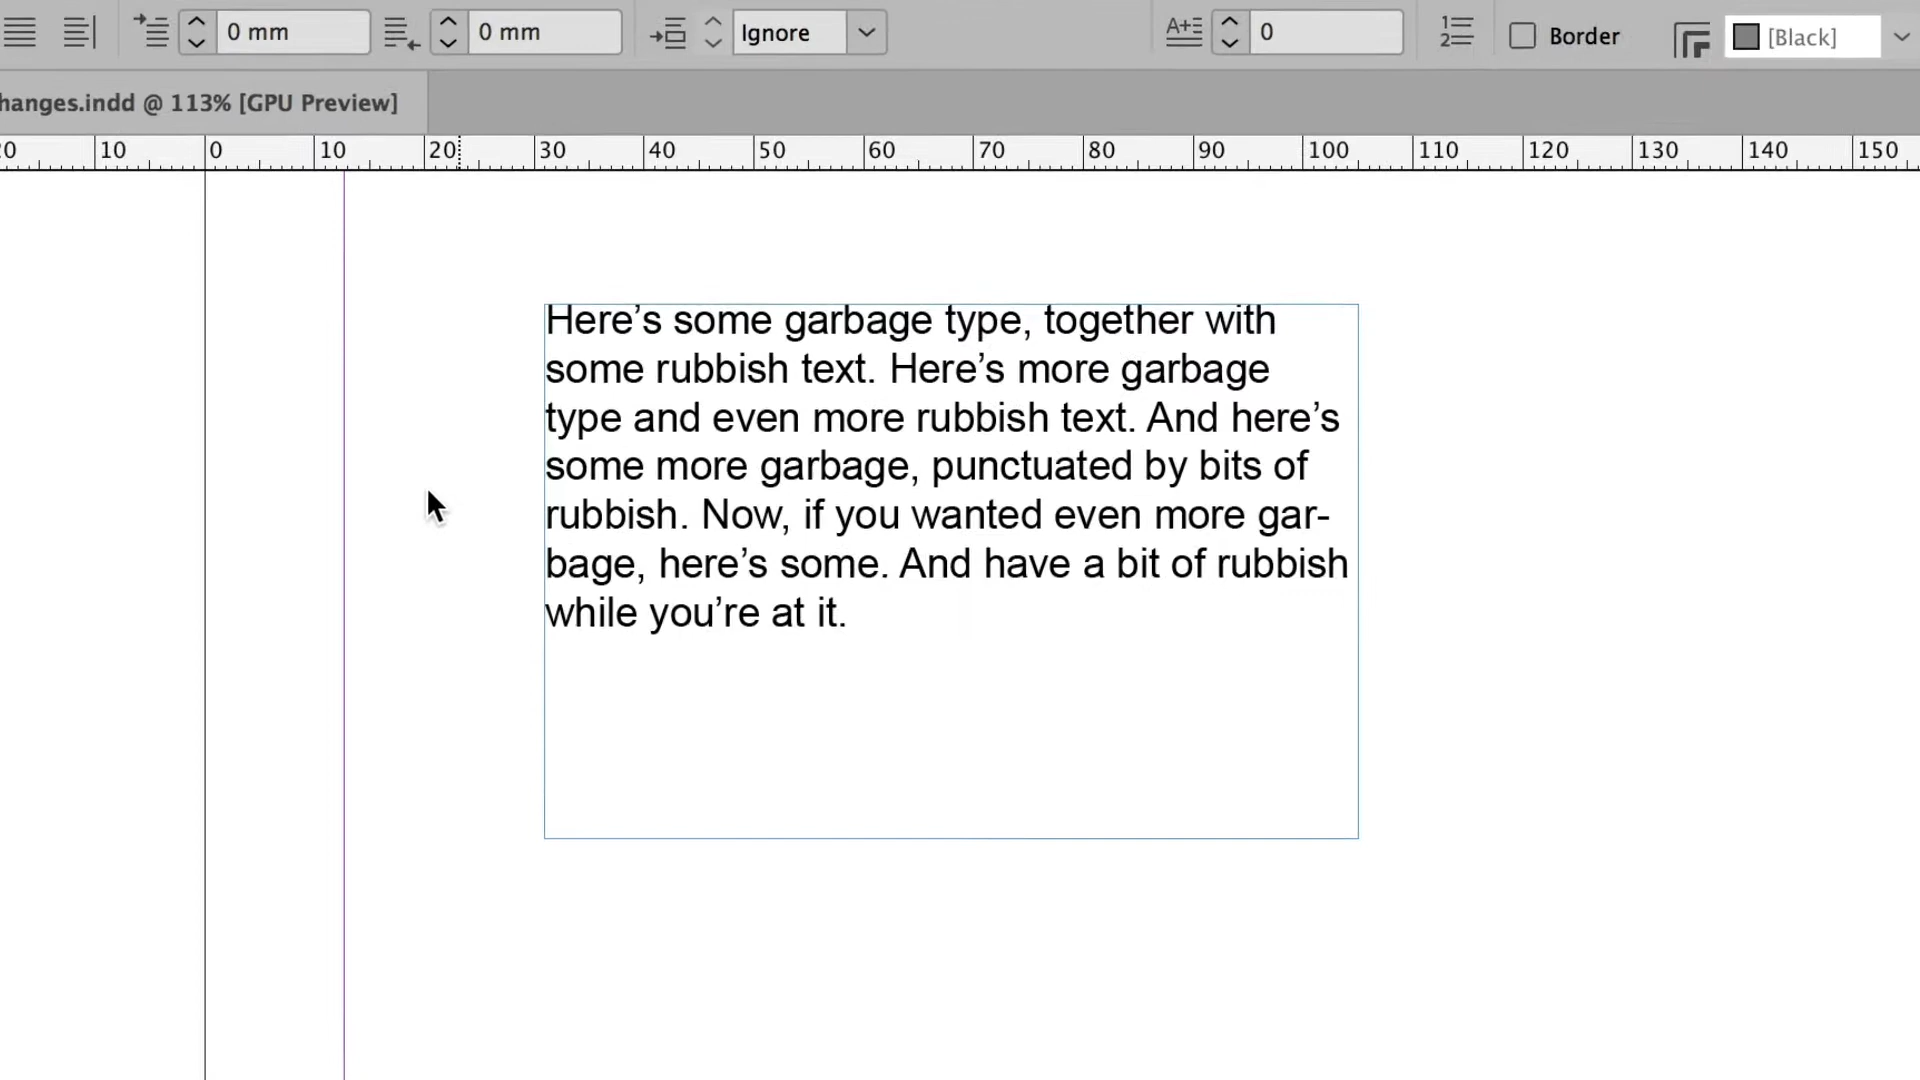 0 mm 0 mm Ignore 0 Border [Black]
hanges.indd @ 113% [GPU Preview]
20 10 0 10 20 30 40 50 60 70 80 90 100 110 120 130 140 150
Here’s some garbage type, together with
some rubbish text. Here’s more garbage
type and even more rubbish text. And here’s
some more garbage, punctuated by bits of
rubbish. Now, if you wanted even more gar-
bage, here’s some. And have a bit of rubbish
while you’re at it.